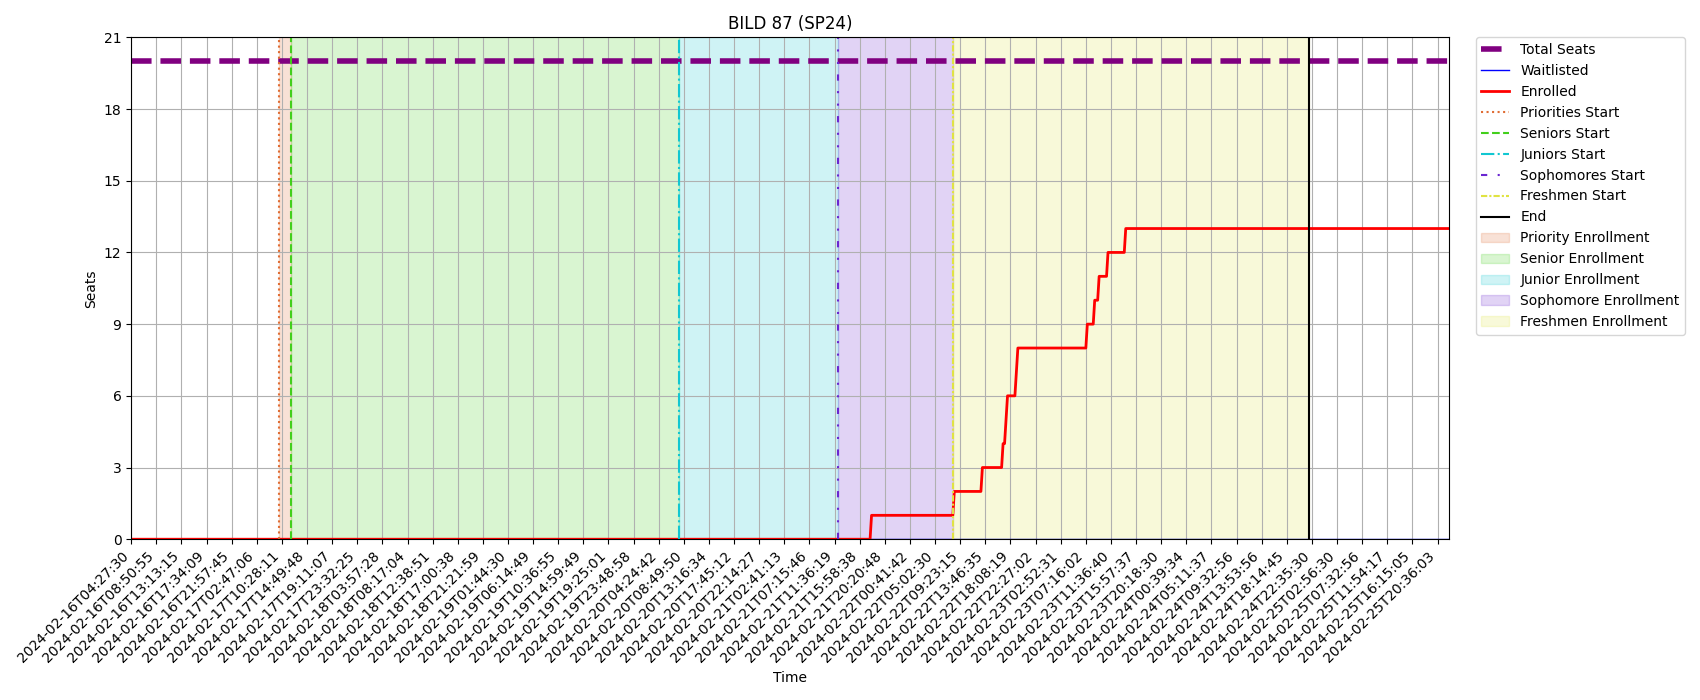 BILD 87 (SP24)
21
18
15
12
9
6
3
0
Seats
2024-02-16T04:27:30
2024-02-16T08:50:55
2024-02-16T13:13:15
2024-02-16T17:34:09
2024-02-16T21:57:45
2024-02-17T02:47:06
2024-02-17T10:28:11
2024-02-17T14:49:48
2024-02-17T19:11:07
2024-02-17T23:32:25
2024-02-18T03:57:28
2024-02-18T08:17:04
2024-02-18T12:38:51
2024-02-18T17:00:38
2024-02-18T21:21:59
2024-02-19T01:44:30
2024-02-19T06:14:49
2024-02-19T10:36:55
2024-02-19T14:59:49
2024-02-19T19:25:01
2024-02-19T23:48:58
2024-02-20T04:24:42
2024-02-20T08:49:50
2024-02-20T13:16:34
2024-02-20T17:45:12
2024-02-20T22:14:27
2024-02-21T02:41:13
2024-02-21T07:15:46
2024-02-21T11:36:19
2024-02-21T15:58:38
2024-02-21T20:20:48
2024-02-22T00:41:42
2024-02-22T05:02:30
2024-02-22T09:23:15
2024-02-22T13:46:35
2024-02-22T18:08:19
2024-02-22T22:27:02
2024-02-23T02:52:31
2024-02-23T07:16:02
2024-02-23T11:36:40
2024-02-23T15:57:37
2024-02-23T20:18:30
2024-02-24T00:39:34
2024-02-24T05:11:37
2024-02-24T09:32:56
2024-02-24T13:53:56
2024-02-24T18:14:45
2024-02-24T22:35:30
2024-02-25T02:56:30
2024-02-25T07:32:56
2024-02-25T11:54:17
2024-02-25T16:15:05
2024-02-25T20:36:03
Time
Total Seats
Waitlisted
Enrolled
Priorities Start
Seniors Start
Juniors Start
Sophomores Start
Freshmen Start
End
Priority Enrollment
Senior Enrollment
Junior Enrollment
Sophomore Enrollment
Freshmen Enrollment